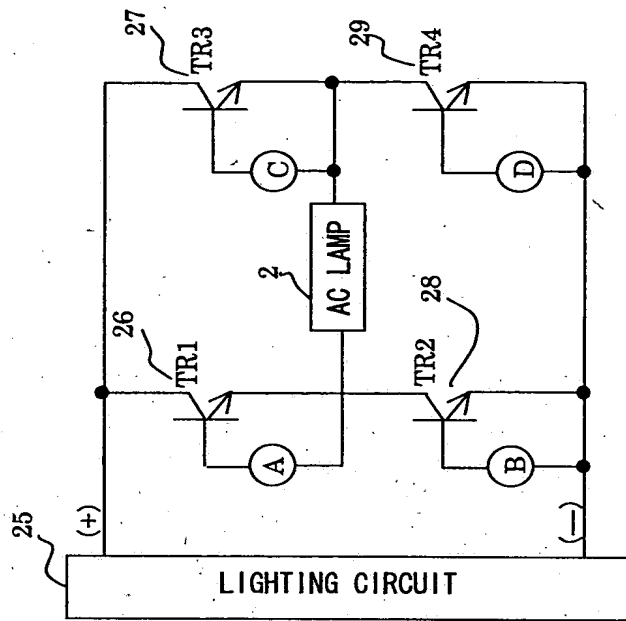 25
LIGHTING CIRCUIT
(+)
(−)
26
TR1
A
27
TR3
C
2
AC LAMP
28
TR2
B
29
TR4
D